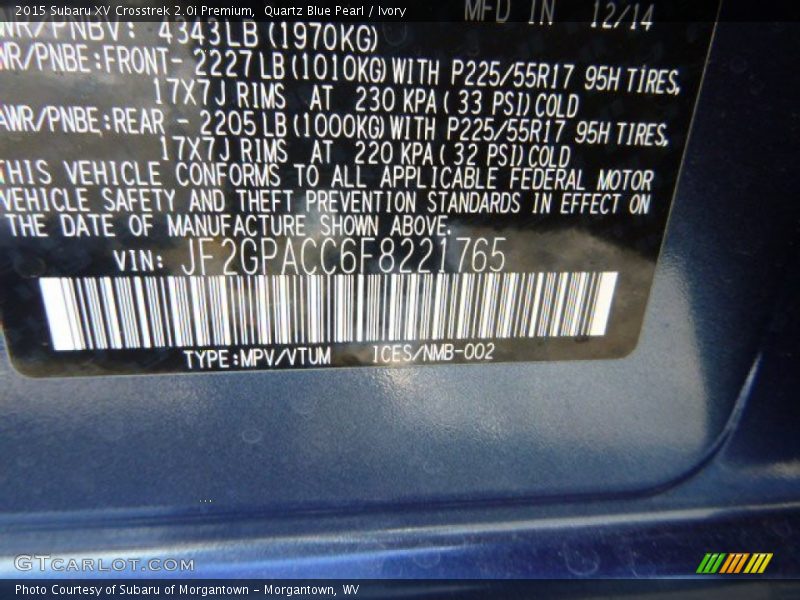 2015 Subaru XV Crosstrek 2.0i Premium, Quartz Blue Pearl / Ivory
MFD IN 12/14
WR/PNBV: 4343LB (1970KG)
WR/PNBE:FRONT- 2227 LB (1010KG) WITH P225/55R17 95H TIRES,
17X7J RIMS AT 230 KPA ( 33 PSI) COLD
AWR/PNBE:REAR - 2205 LB (1000KG) WITH P225/55R17 95H TIRES,
17X7J RIMS AT 220 KPA ( 32 PSI) COLD
THIS VEHICLE CONFORMS TO ALL APPLICABLE FEDERAL MOTOR
VEHICLE SAFETY AND THEFT PREVENTION STANDARDS IN EFFECT ON
THE DATE OF MANUFACTURE SHOWN ABOVE.
VIN: JF2GPACC6F8221765
TYPE:MPV/VTUM ICES/NMB-002
GTCARLOT.COM
Photo Courtesy of Subaru of Morgantown - Morgantown, WV